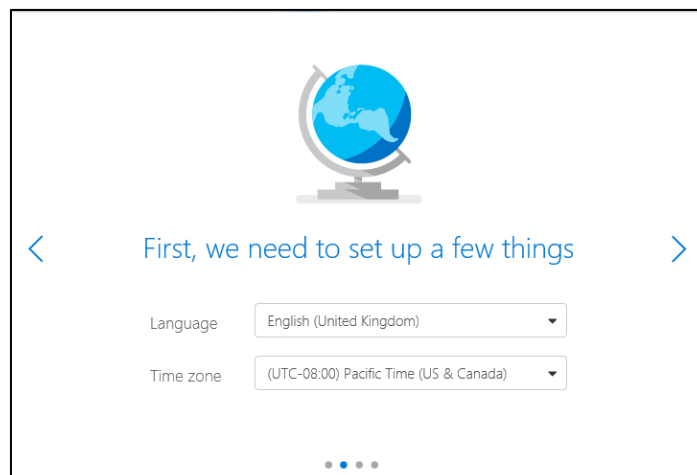 First, we need to set up a few things
Language English (United Kingdom)
Time zone (UTC-08:00) Pacific Time (US & Canada)